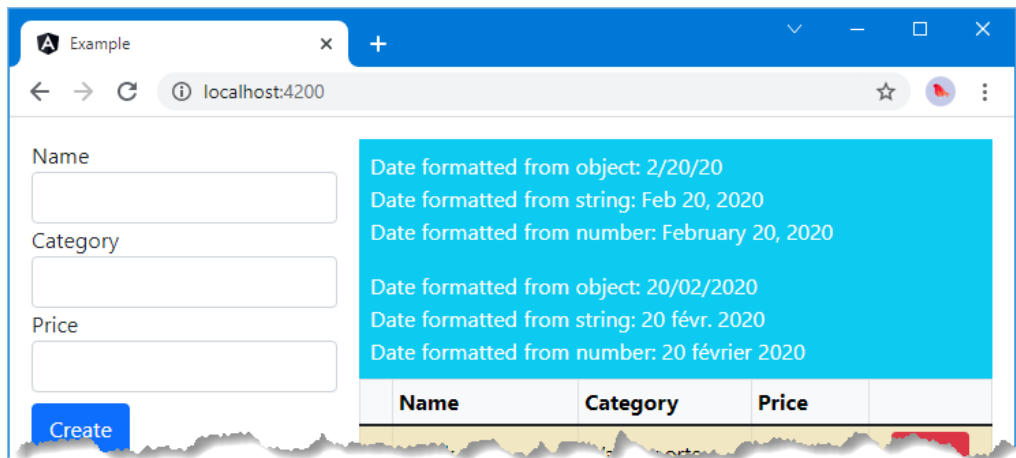 Example
localhost:4200
Name
Category
Price
Create
Date formatted from object: 2/20/20
Date formatted from string: Feb 20, 2020
Date formatted from number: February 20, 2020
Date formatted from object: 20/02/2020
Date formatted from string: 20 févr. 2020
Date formatted from number: 20 février 2020
Name Category Price